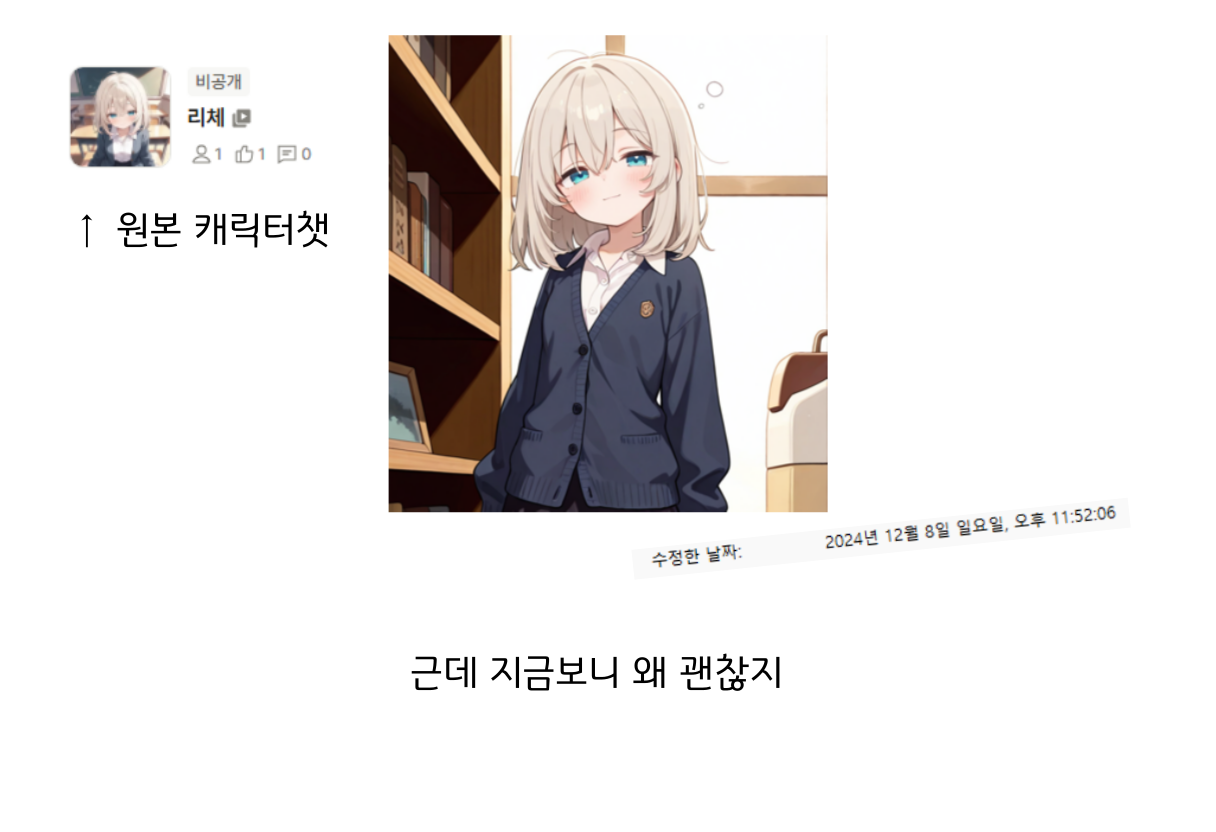 비공개
리체
1 1 0
↑ 원본 캐릭터챗
수정한 날짜: 2024년 12월 8일 일요일, 오후 11:52:06
근데 지금보니 왜 괜찮지